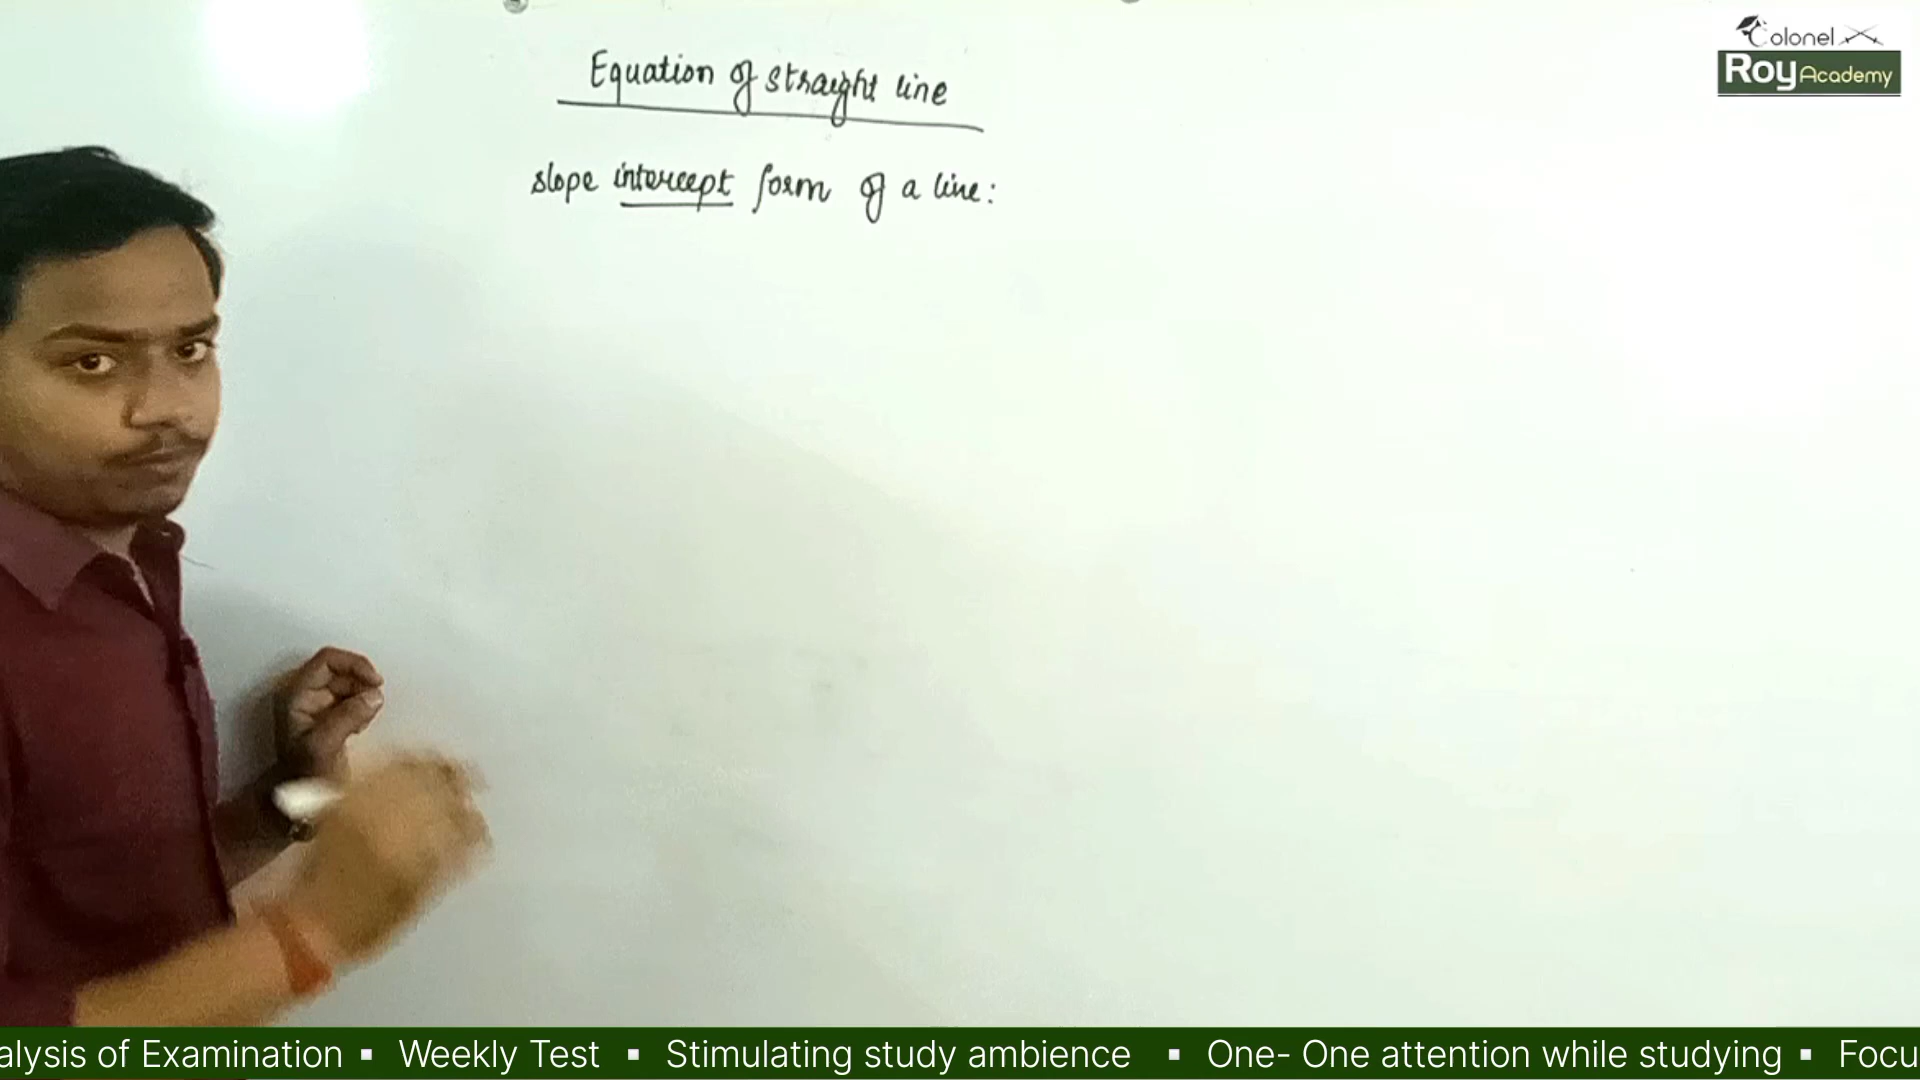 Colonel
Roy Academy
Equation of straight line
slope intercept form of a line:
alysis of Examination ▪ Weekly Test ▪ Stimulating study ambience ▪ One- One attention while studying ▪ Focu